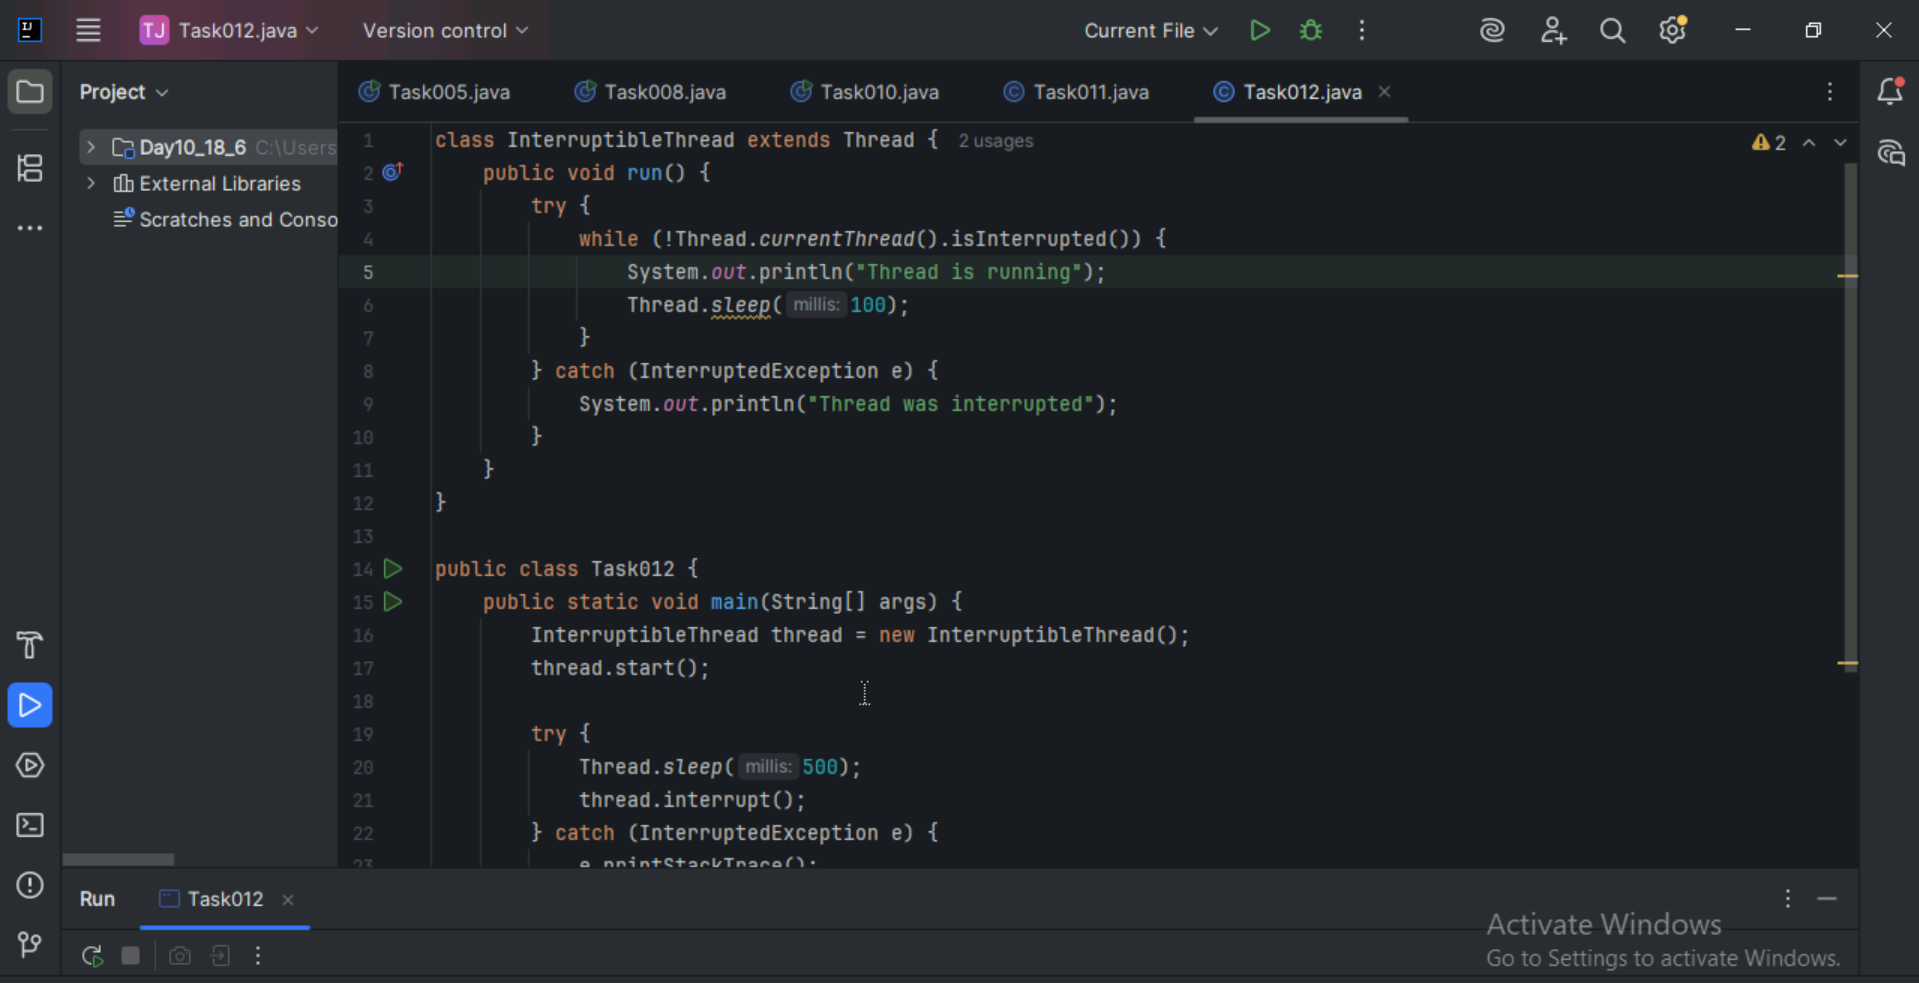 TJ Task012.java
Version control
Current File
Project
Day10_18_6 C:\Users
External Libraries
Scratches and Conso
Task005.java
Task008.java
Task010.java
Task011.java
Task012.java
2
1 class InterruptibleThread extends Thread { 2 usages
2 public void run() {
3 try {
4 while (!Thread.currentThread().isInterrupted()) {
5 System.out.println("Thread is running");
6 Thread.sleep( millis: 100);
7 }
8 } catch (InterruptedException e) {
9 System.out.println("Thread was interrupted");
10 }
11 }
12 }
13
14 public class Task012 {
15 public static void main(String[] args) {
16 InterruptibleThread thread = new InterruptibleThread();
17 thread.start();
18
19 try {
20 Thread.sleep( millis: 500);
21 thread.interrupt();
22 } catch (InterruptedException e) {
23 e.printStackTrace();
Run
Task012
Activate Windows
Go to Settings to activate Windows.